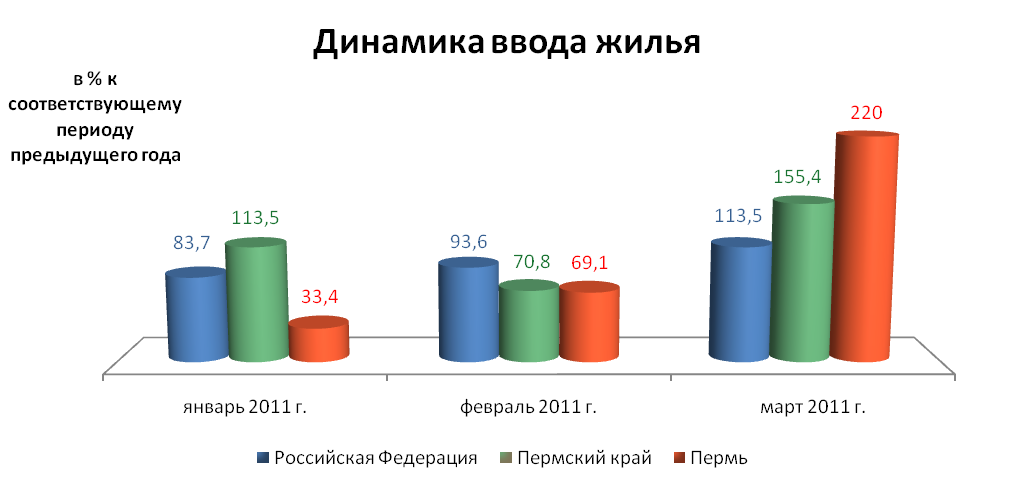 Динамика ввода жилья
в % к
соответствующему
периоду
предыдущего года
83,7
113,5
33,4
93,6
70,8
69,1
113,5
155,4
220
январь 2011 г.
февраль 2011 г.
март 2011 г.
Российская Федерация
Пермский край
Пермь